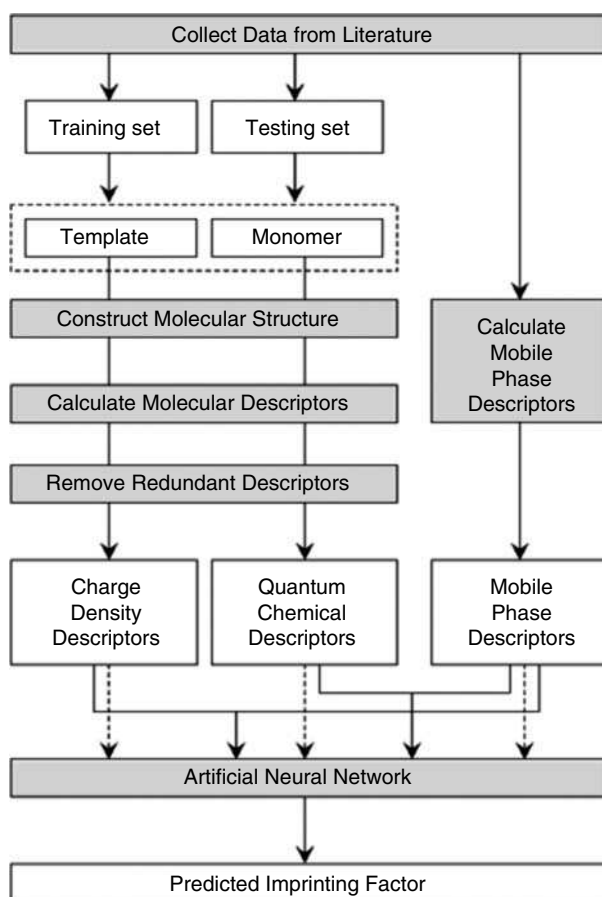 Collect Data from Literature
Training set
Testing set
Template
Monomer
Construct Molecular Structure
Calculate
Mobile
Phase
Descriptors
Calculate Molecular Descriptors
Remove Redundant Descriptors
Charge
Density
Descriptors
Quantum
Chemical
Descriptors
Mobile
Phase
Descriptors
Artificial Neural Network
Predicted Imprinting Factor